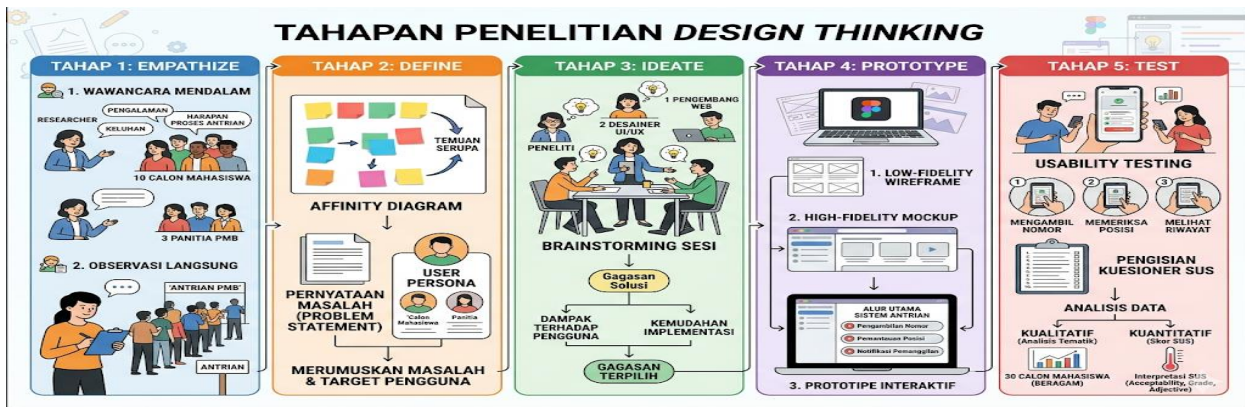 TAHAPAN PENELITIAN DESIGN THINKING
TAHAP 1: EMPATHIZE
1. WAWANCARA MENDALAM
RESEARCHER
PENGALAMAN
KELUHAN
HARAPAN
PROSES ANTRIAN
10 CALON MAHASISWA
3 PANITIA PMB
2. OBSERVASI LANGSUNG
'ANTRIAN PMB'
ANTRIAN
TAHAP 2: DEFINE
TEMUAN
SERUPA
AFFINITY DIAGRAM
PERNYATAAN
MASALAH
(PROBLEM
STATEMENT)
USER
PERSONA
'Calon
Mahasiswa
Panitia
MERUMUSKAN MASALAH
& TARGET PENGGUNA
TAHAP 3: IDEATE
PENELITI
2 DESAINER
UI/UX
1 PENGEMBANG
WEB
BRAINSTORMING SESI
Gagasan
Solusi
DAMPAK
TERHADAP
PENGGUNA
KEMUDAHAN
IMPLEMENTASI
GAGASAN
TERPILIH
TAHAP 4: PROTOTYPE
1. LOW-FIDELITY
WIREFRAME
2. HIGH-FIDELITY MOCKUP
ALUR UTAMA
SISTEM ANTRIAN
Pengambilan Nomor
Pemantauan Posisi
Notifikasi Pemanggilan
3. PROTOTIPE INTERAKTIF
TAHAP 5: TEST
USABILITY TESTING
1
MENGAMBIL
NOMOR
2
MEMERIKSA
POSISI
3
MELIHAT
RIWAYAT
PENGISIAN
KUESIONER SUS
ANALISIS DATA
KUALITATIF
(Analisis Tematik)
30 CALON MAHASISWA
(BERAGAM)
KUANTITATIF
(Skor SUS)
Interpretasi SUS
(Acceptability, Grade,
Adjective)